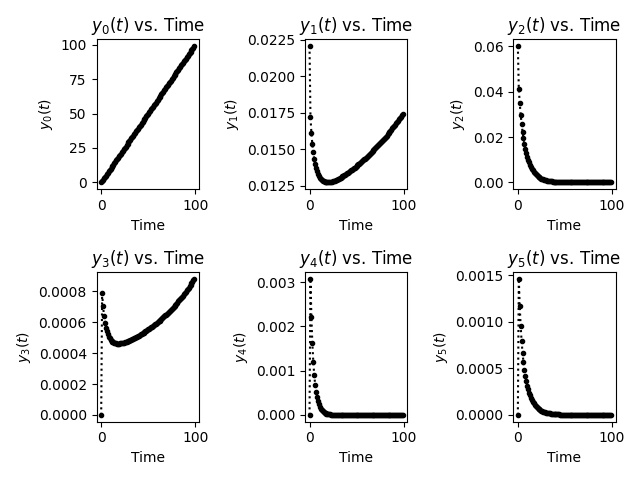 y₀(t) vs. Time
y₀(t)
100
75
50
25
0
0
100
Time
y₁(t) vs. Time
y₁(t)
0.0225
0.0200
0.0175
0.0150
0.0125
0
100
Time
y₂(t) vs. Time
y₂(t)
0.06
0.04
0.02
0.00
0
100
Time
y₃(t) vs. Time
y₃(t)
0.0008
0.0006
0.0004
0.0002
0.0000
0
100
Time
y₄(t) vs. Time
y₄(t)
0.003
0.002
0.001
0.000
0
100
Time
y₅(t) vs. Time
y₅(t)
0.0015
0.0010
0.0005
0.0000
0
100
Time